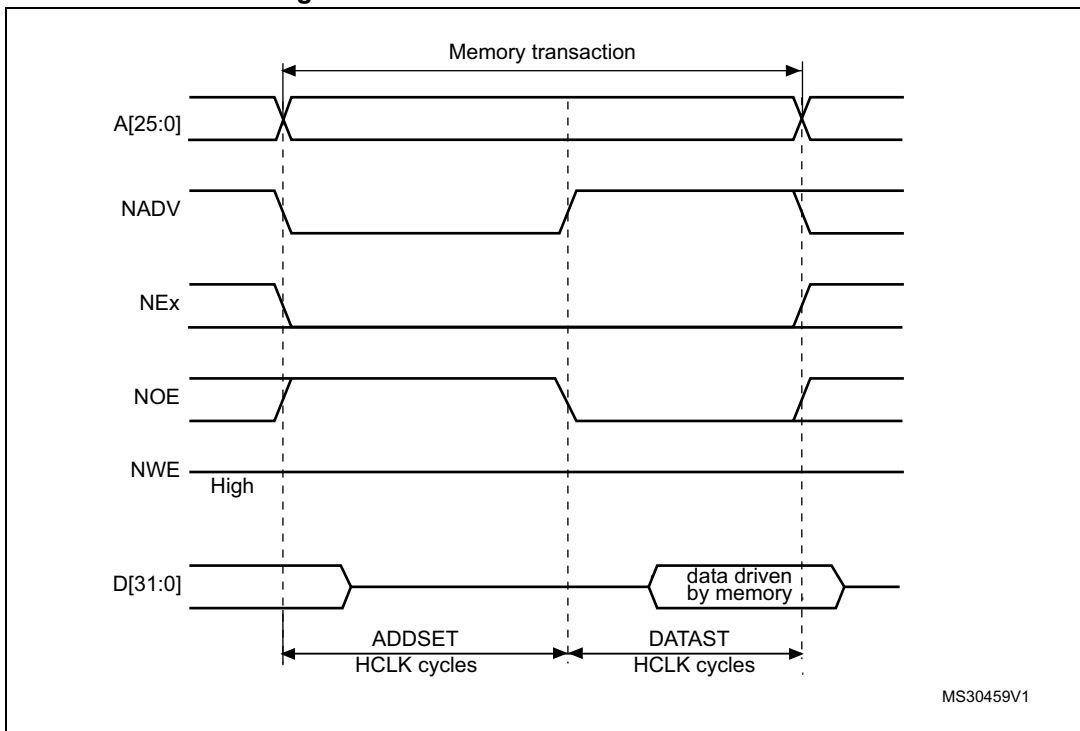 Memory transaction
A[25:0]
NADV
NEx
NOE
NWE
High
D[31:0]
data driven
by memory
ADDSET
HCLK cycles
DATAST
HCLK cycles
MS30459V1